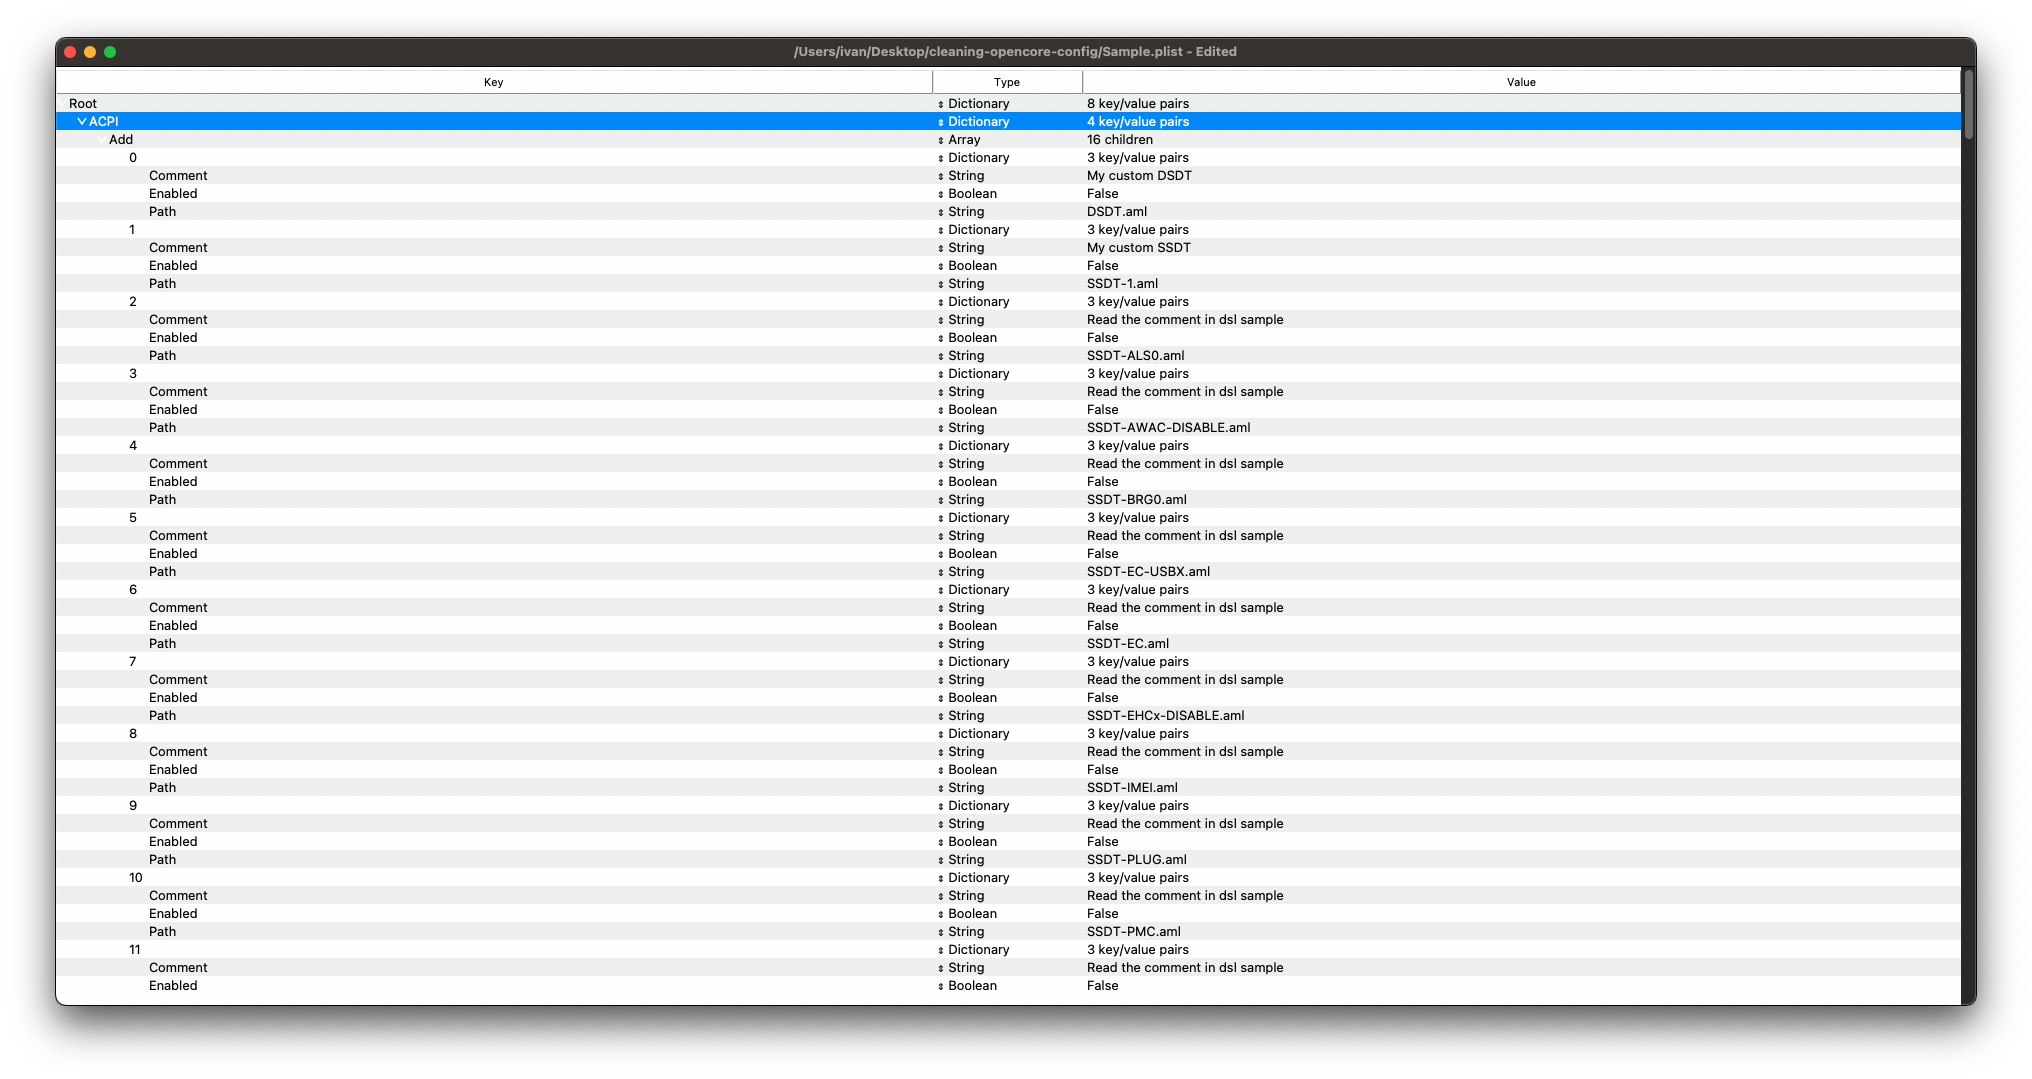 /Users/ivan/Desktop/cleaning-opencore-config/Sample.plist - Edited
Key Type Value
Root Dictionary 8 key/value pairs
ACPI Dictionary 4 key/value pairs
Add Array 16 children
0 Dictionary 3 key/value pairs
Comment String My custom DSDT
Enabled Boolean False
Path String DSDT.aml
1 Dictionary 3 key/value pairs
Comment String My custom SSDT
Enabled Boolean False
Path String SSDT-1.aml
2 Dictionary 3 key/value pairs
Comment String Read the comment in dsl sample
Enabled Boolean False
Path String SSDT-ALS0.aml
3 Dictionary 3 key/value pairs
Comment String Read the comment in dsl sample
Enabled Boolean False
Path String SSDT-AWAC-DISABLE.aml
4 Dictionary 3 key/value pairs
Comment String Read the comment in dsl sample
Enabled Boolean False
Path String SSDT-BRG0.aml
5 Dictionary 3 key/value pairs
Comment String Read the comment in dsl sample
Enabled Boolean False
Path String SSDT-EC-USBX.aml
6 Dictionary 3 key/value pairs
Comment String Read the comment in dsl sample
Enabled Boolean False
Path String SSDT-EC.aml
7 Dictionary 3 key/value pairs
Comment String Read the comment in dsl sample
Enabled Boolean False
Path String SSDT-EHCx-DISABLE.aml
8 Dictionary 3 key/value pairs
Comment String Read the comment in dsl sample
Enabled Boolean False
Path String SSDT-IMEI.aml
9 Dictionary 3 key/value pairs
Comment String Read the comment in dsl sample
Enabled Boolean False
Path String SSDT-PLUG.aml
10 Dictionary 3 key/value pairs
Comment String Read the comment in dsl sample
Enabled Boolean False
Path String SSDT-PMC.aml
11 Dictionary 3 key/value pairs
Comment String Read the comment in dsl sample
Enabled Boolean False